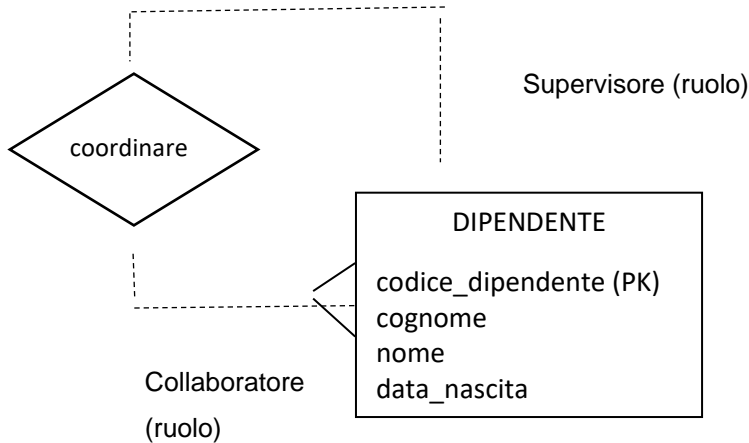 Supervisore (ruolo)
coordinare
DIPENDENTE
codice_dipendente (PK)
cognome
nome
data_nascita
Collaboratore
(ruolo)